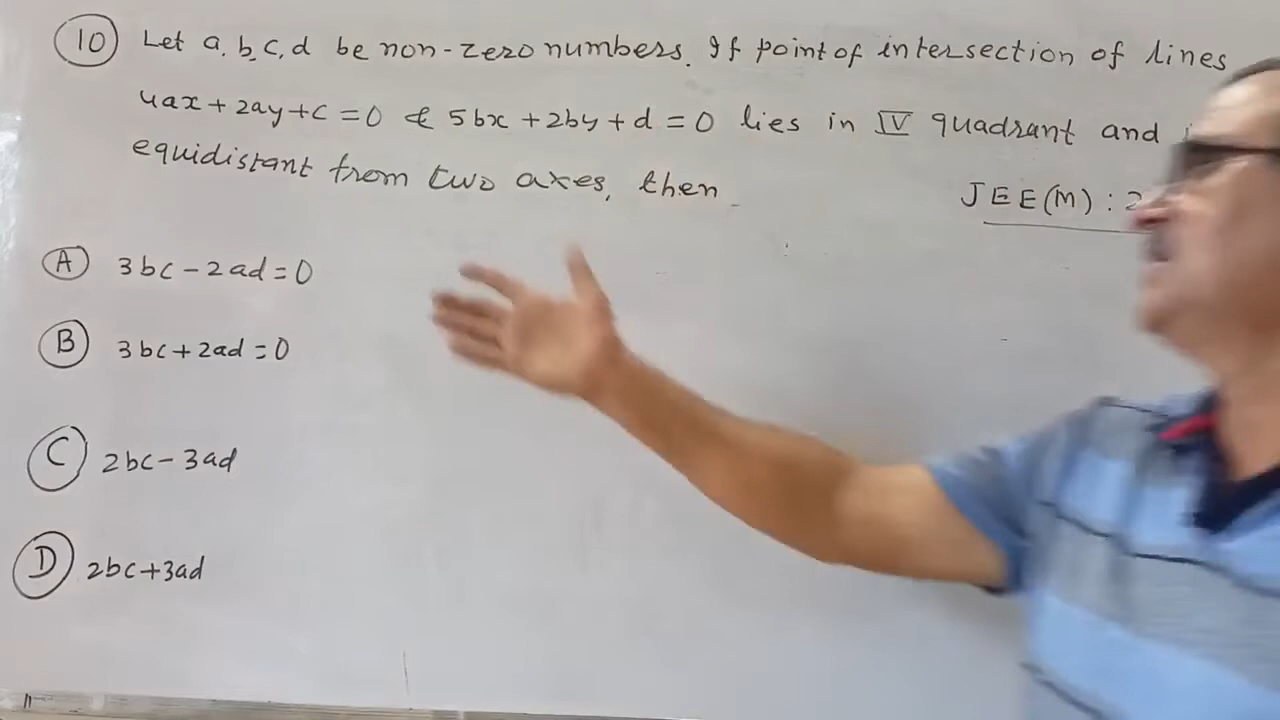 10 Let a, b, c, d be non-zero numbers. If point of intersection of lines
4ax + 2ay + c = 0 & 5bx + 2by + d = 0 lies in IV quadrant and
equidistant from two axes, then
JEE(M) : 2
A 3bc - 2ad = 0
B 3bc + 2ad = 0
C 2bc - 3ad
D 2bc + 3ad